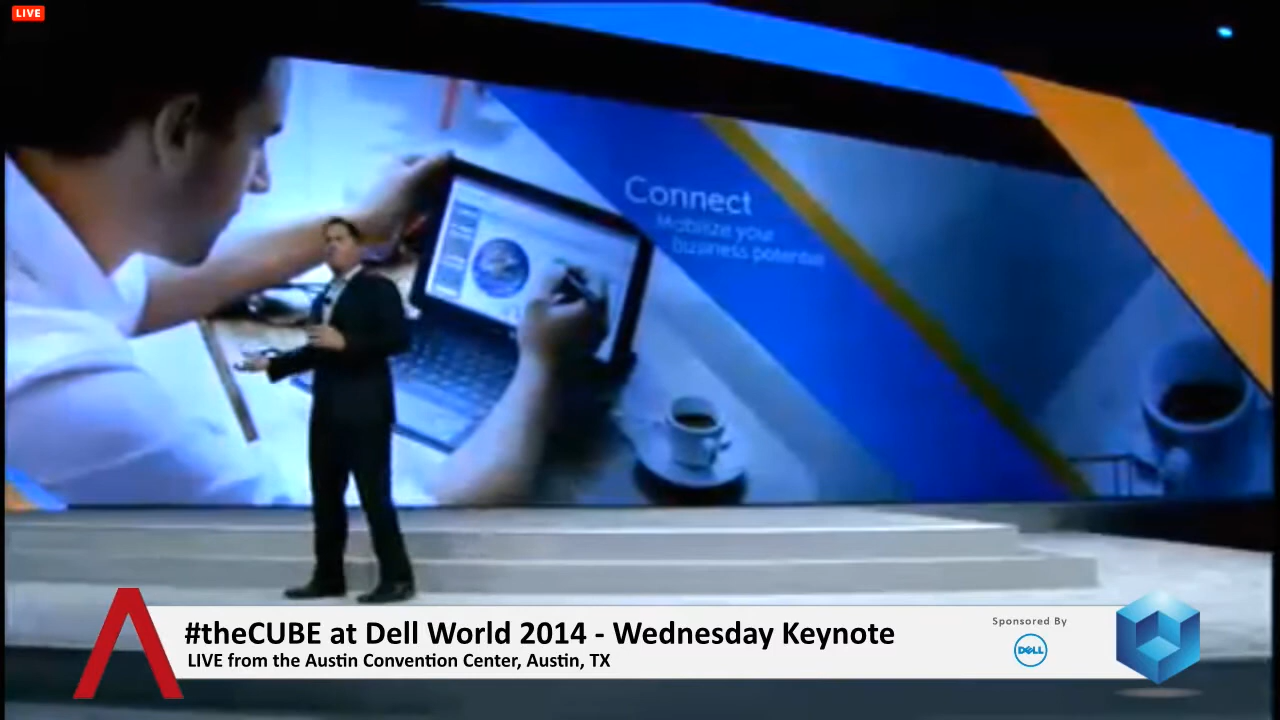 LIVE
Connect
Mobilize your
business potential
#theCUBE at Dell World 2014 - Wednesday Keynote
LIVE from the Austin Convention Center, Austin, TX
Sponsored By
DELL